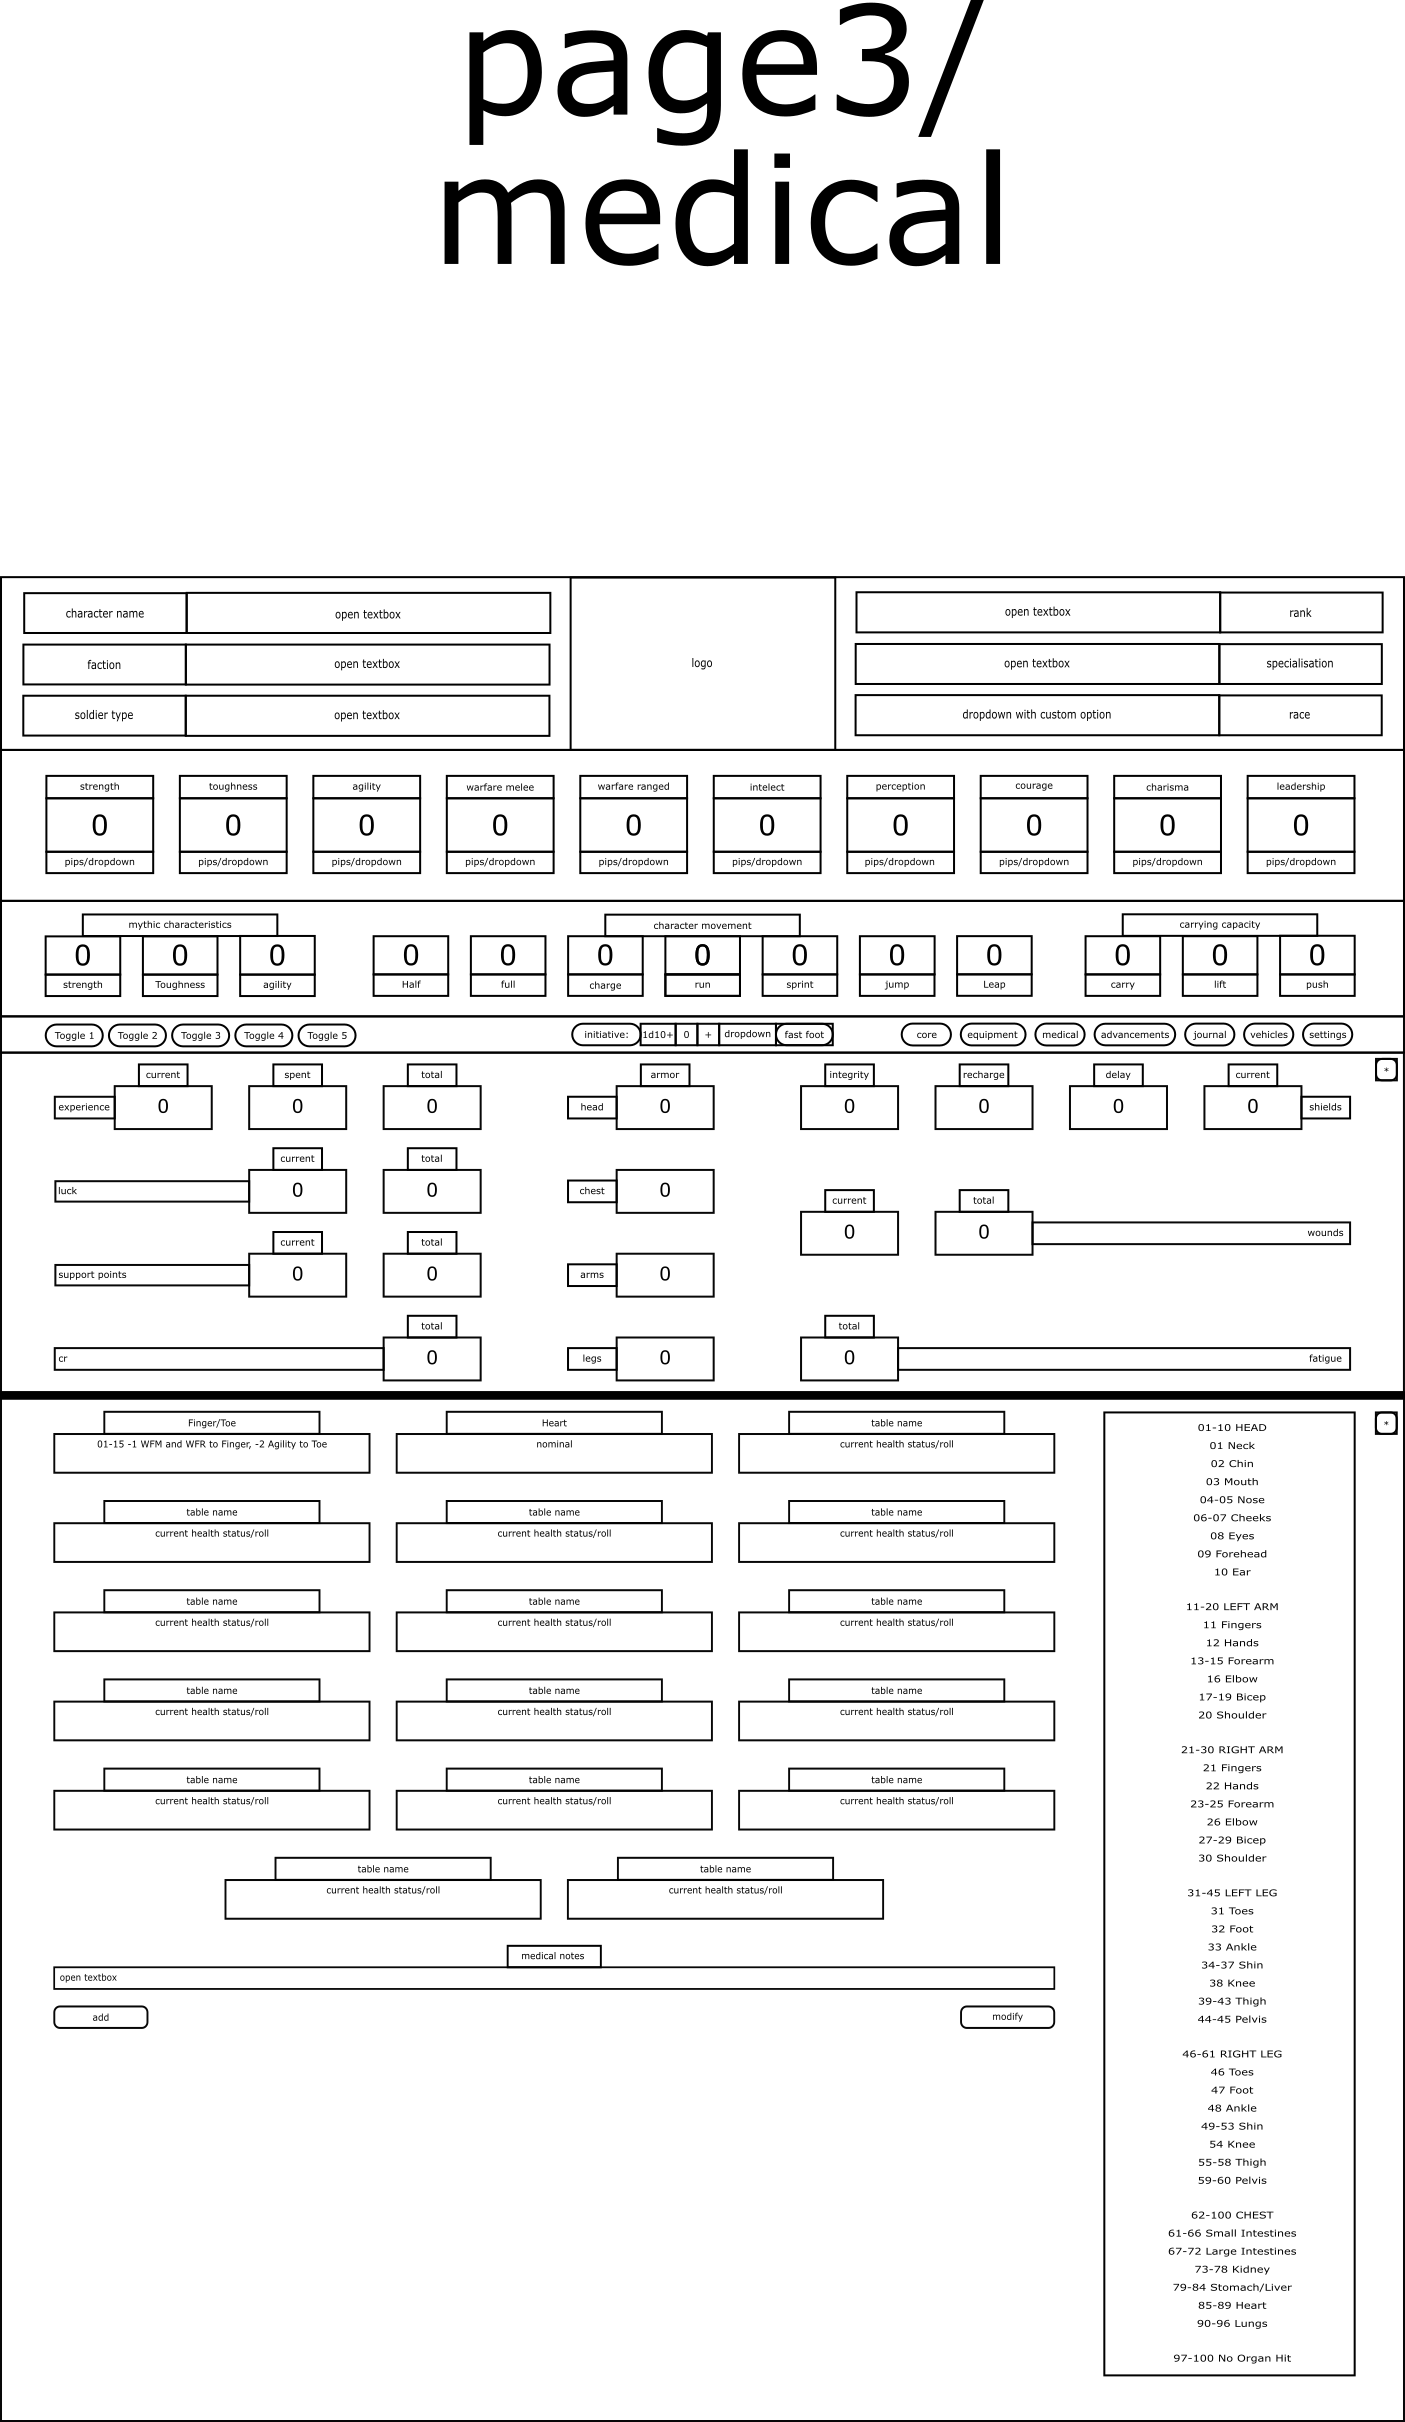 page3/
medical
character name open textbox
faction open textbox
soldier type open textbox
logo
open textbox rank
open textbox specialisation
dropdown with custom option race
strength toughness agility warfare melee warfare ranged intelect perception courage charisma leadership
0 0 0 0 0 0 0 0 0 0
pips/dropdown pips/dropdown pips/dropdown pips/dropdown pips/dropdown pips/dropdown pips/dropdown pips/dropdown pips/dropdown pips/dropdown
mythic characteristics character movement carrying capacity
0 0 0 0 0 0 0 0 0 0 0 0 0
strength Toughness agility Half full charge run sprint jump Leap carry lift push
Toggle 1 Toggle 2 Toggle 3 Toggle 4 Toggle 5 initiative: 1d10+ 0 + dropdown fast foot core equipment medical advancements journal vehicles settings
current spent total armor integrity recharge delay current *
experience 0 0 0 head 0 0 0 0 0 shields
current total
luck 0 0 chest 0
current total
0 0 wounds
current total
support points 0 0 arms 0
total total
cr 0 legs 0 0 fatigue
Finger/Toe Heart table name *
01-15 -1 WFM and WFR to Finger, -2 Agility to Toe nominal current health status/roll
table name table name table name
current health status/roll current health status/roll current health status/roll
table name table name table name
current health status/roll current health status/roll current health status/roll
table name table name table name
current health status/roll current health status/roll current health status/roll
table name table name table name
current health status/roll current health status/roll current health status/roll
table name table name
current health status/roll current health status/roll
medical notes
open textbox
add modify
01-10 HEAD
01 Neck
02 Chin
03 Mouth
04-05 Nose
06-07 Cheeks
08 Eyes
09 Forehead
10 Ear
11-20 LEFT ARM
11 Fingers
12 Hands
13-15 Forearm
16 Elbow
17-19 Bicep
20 Shoulder
21-30 RIGHT ARM
21 Fingers
22 Hands
23-25 Forearm
26 Elbow
27-29 Bicep
30 Shoulder
31-45 LEFT LEG
31 Toes
32 Foot
33 Ankle
34-37 Shin
38 Knee
39-43 Thigh
44-45 Pelvis
46-61 RIGHT LEG
46 Toes
47 Foot
48 Ankle
49-53 Shin
54 Knee
55-58 Thigh
59-60 Pelvis
62-100 CHEST
61-66 Small Intestines
67-72 Large Intestines
73-78 Kidney
79-84 Stomach/Liver
85-89 Heart
90-96 Lungs
97-100 No Organ Hit